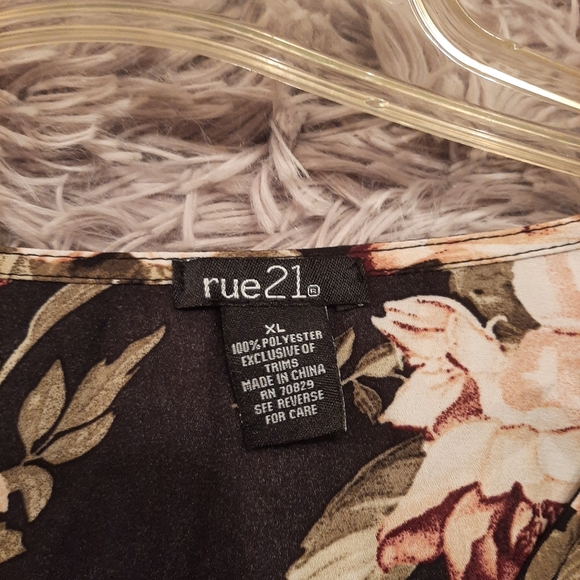 rue21®
XL
100% POLYESTER
EXCLUSIVE OF
TRIMS
MADE IN CHINA
RN 70829
SEE REVERSE
FOR CARE